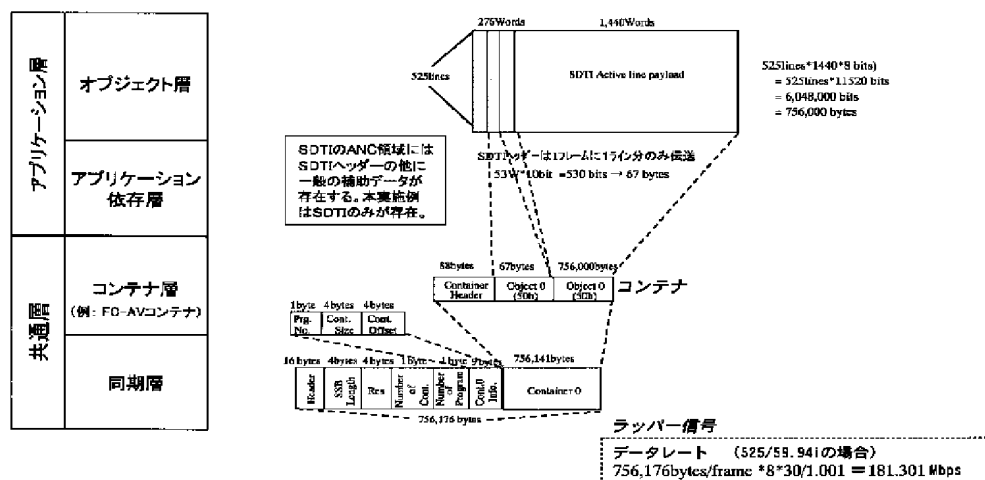 アプリケーション層
オブジェクト層
アプリケーション
依存層
共通層
コンテナ層
(例: FC-AVコンテナ)
同期層
276Words
1,440Words
525lines
SDTI Active line payload
525lines*1440*8 bits)
= 525lines*11520 bits
= 6,048,000 bits
= 756,000 bytes
SDTIのANC領域には
SDTIヘッダーの他に
一般の補助データが
存在する。本実施例
はSDTIのみが存在。
SDTIヘッダーは1フレームに1ライン分のみ伝送
53W*10bit =530 bits → 67 bytes
88bytes
67bytes
756,000bytes
Container
Header
Object 0
(50h)
Object 0
(50h)
コンテナ
1byte
4bytes
4bytes
Prg.
No.
Cont.
Size
Cont.
Offset
16bytes
4bytes
4bytes
1byte
1byte
9bytes
756,141bytes
Header
SSB
Length
Res
Number
of
Cont.
Number
of
Program
Cont.0
Info.
Container 0
756,176 bytes
ラッパー信号
データレート (525/59.94iの場合)
756,176bytes/frame *8*30/1.001 = 181.301 Mbps